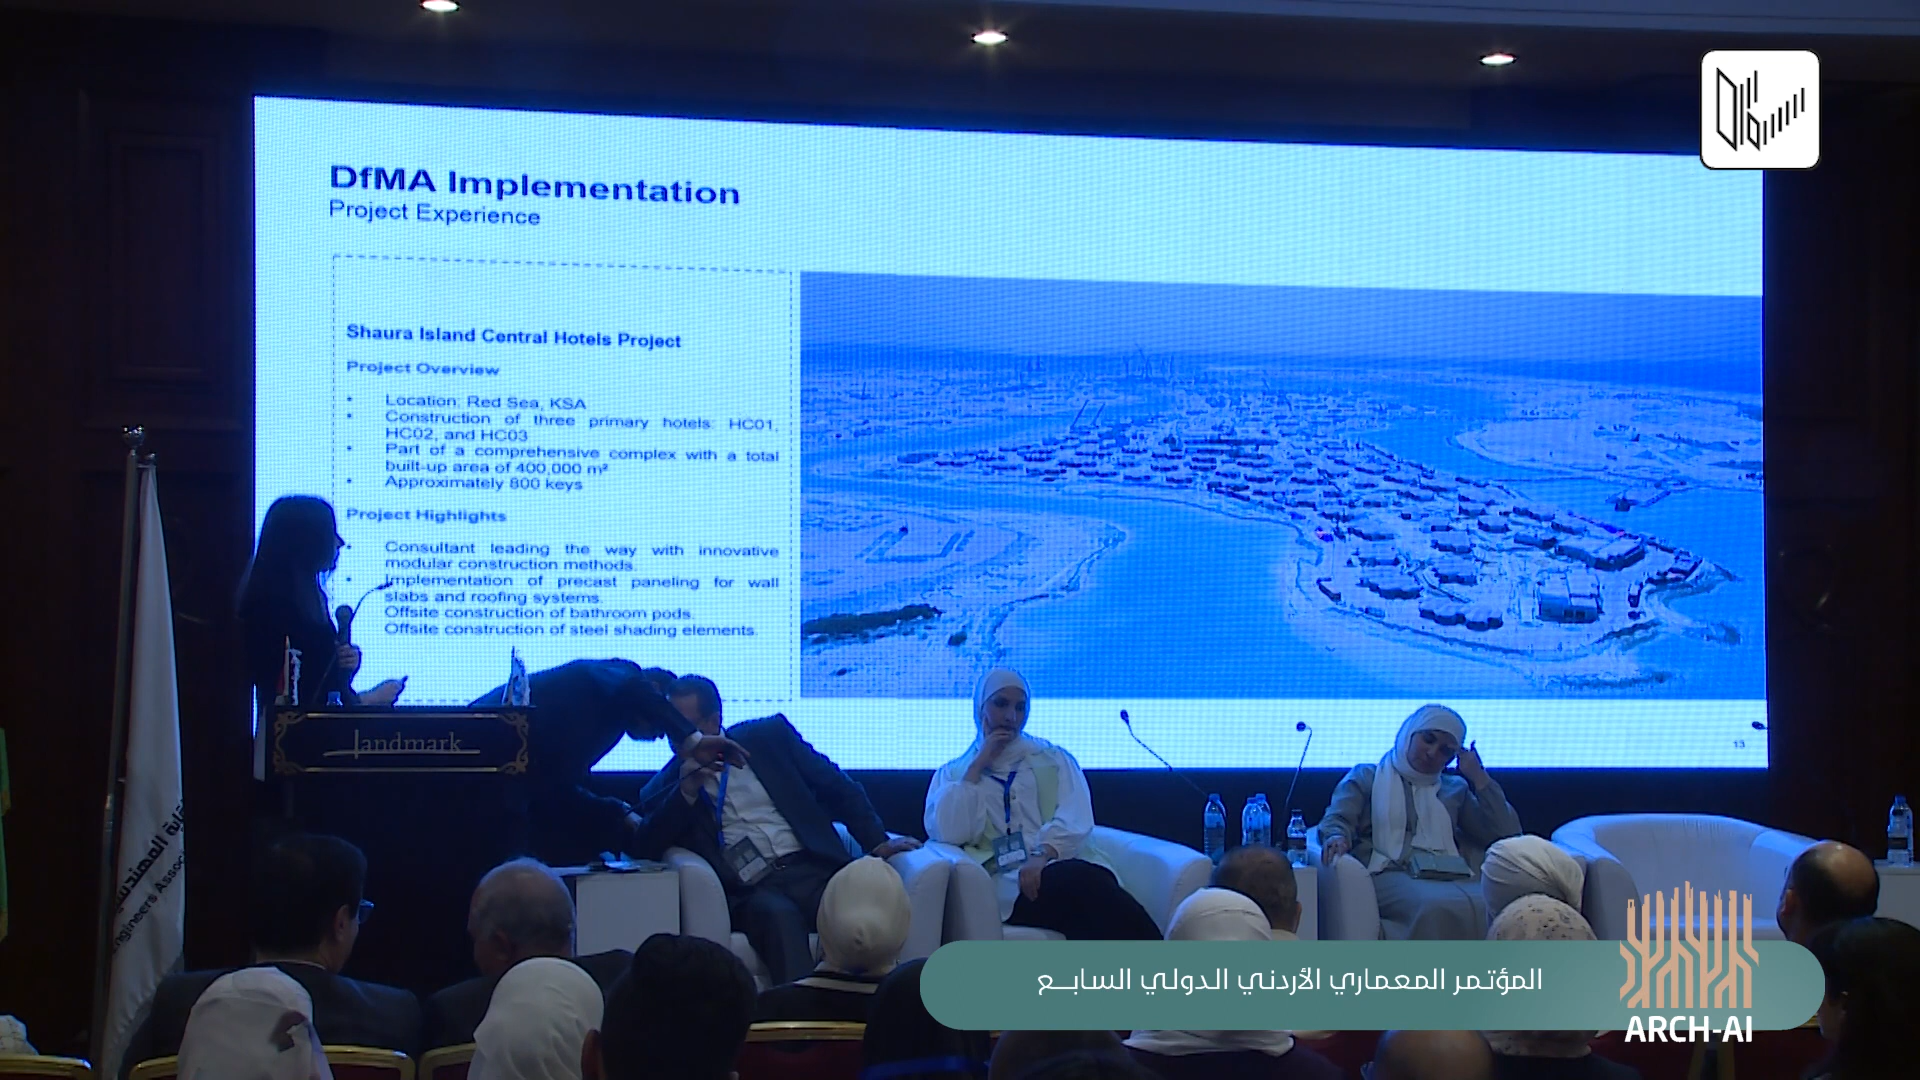 DfMA Implementation
Project Experience
Shaura Island Central Hotels Project
Project Overview
• Location: Red Sea, KSA
• Construction of three primary hotels: HC01,
HC02, and HC03
• Part of a comprehensive complex with a total
built-up area of 400,000 m²
• Approximately 800 keys
Project Highlights
• Consultant leading the way with innovative
modular construction methods.
• Implementation of precast paneling for wall
slabs and roofing systems.
Offsite construction of bathroom pods.
Offsite construction of steel shading elements.
13
landmark
Engineers Assoc
المؤتمر المعماري الأردني الدولي السابع
ARCH-AI